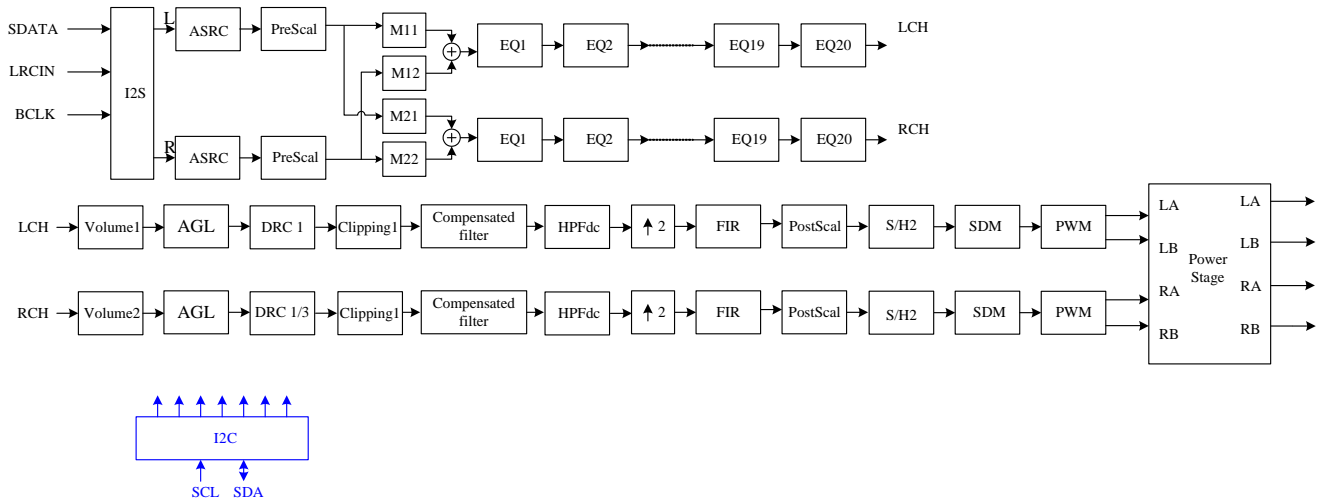 SDATA
LRCIN
BCLK
I2S
L
ASRC
PreScal
M11
M12
EQ1
EQ2
EQ19
EQ20
LCH
R
ASRC
PreScal
M21
M22
EQ1
EQ2
EQ19
EQ20
RCH
LCH
Volume1
AGL
DRC 1
Clipping1
Compensated
filter
HPFdc
2
FIR
PostScal
S/H2
SDM
PWM
RCH
Volume2
AGL
DRC 1/3
Clipping1
Compensated
filter
HPFdc
2
FIR
PostScal
S/H2
SDM
PWM
LA
LB
RA
RB
Power
Stage
LA
LB
RA
RB
I2C
SCL
SDA